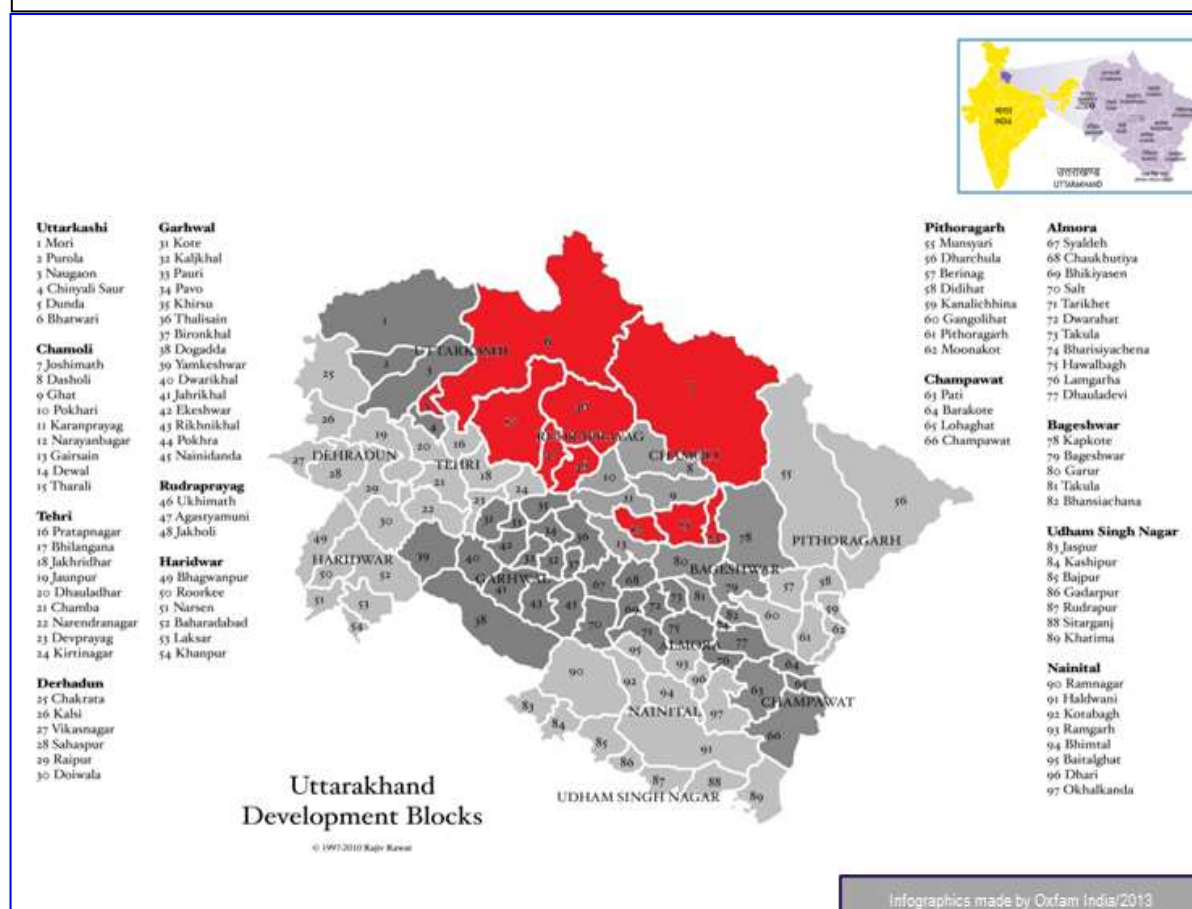 भारत
INDIA
उत्तराखण्ड
UTTARAKHAND
Uttarkashi
1 Mori
2 Purola
3 Naugaon
4 Chinyali Saur
5 Dunda
6 Bhatwari
Chamoli
7 Joshimath
8 Dasholi
9 Ghat
10 Pokhari
11 Karanprayag
12 Narayanbagar
13 Gairsain
14 Dewal
15 Tharali
Tehri
16 Pratapnagar
17 Bhilangana
18 Jakhridhar
19 Jaunpur
20 Dhauladhar
21 Chamba
22 Narendranagar
23 Devprayag
24 Kirtinagar
Derhadun
25 Chakrata
26 Kalsi
27 Vikasnagar
28 Sahaspur
29 Raipur
30 Doiwala
Garhwal
31 Kote
32 Kaljkhal
33 Pauri
34 Pavo
35 Khirsu
36 Thalisain
37 Bironkhal
38 Dogadda
39 Yamkeshwar
40 Dwarikhal
41 Jahrikhal
42 Ekeshwar
43 Rikhnikhal
44 Pokhra
45 Nainidanda
Rudraprayag
46 Ukhimath
47 Agastyamuni
48 Jakholi
Haridwar
49 Bhagwanpur
50 Roorkee
51 Narsen
52 Baharadabad
53 Laksar
54 Khanpur
UTTARKASHI
RUDRAPRAYAG
CHAMOLI
DEHRADUN
TEHRI
HARIDWAR
GARHWAL
PITHORAGARH
BAGESHWAR
ALMORA
CHAMPAWAT
NAINITAL
UDHAM SINGH NAGAR
Pithoragarh
55 Munsyari
56 Dharchula
57 Berinag
58 Didihat
59 Kanalichhina
60 Gangolihat
61 Pithoragarh
62 Moonakot
Champawat
63 Pati
64 Barakote
65 Lohaghat
66 Champawat
Almora
67 Syaldeh
68 Chaukhutiya
69 Bhikiyasen
70 Salt
71 Tarikhet
72 Dwarahat
73 Takula
74 Bharisiyachena
75 Hawalbagh
76 Lamgarha
77 Dhauladevi
Bageshwar
78 Kapkote
79 Bageshwar
80 Garur
81 Takula
82 Bhansiachana
Udham Singh Nagar
83 Jaspur
84 Kashipur
85 Bajpur
86 Gadarpur
87 Rudrapur
88 Sitarganj
89 Khatima
Nainital
90 Ramnagar
91 Haldwani
92 Kotabagh
93 Ramgarh
94 Bhimtal
95 Baitalghat
96 Dhari
97 Okhalkanda
Uttarakhand
Development Blocks
© 1997-2010 Rajiv Rawat
Infographics made by Oxfam India/2013